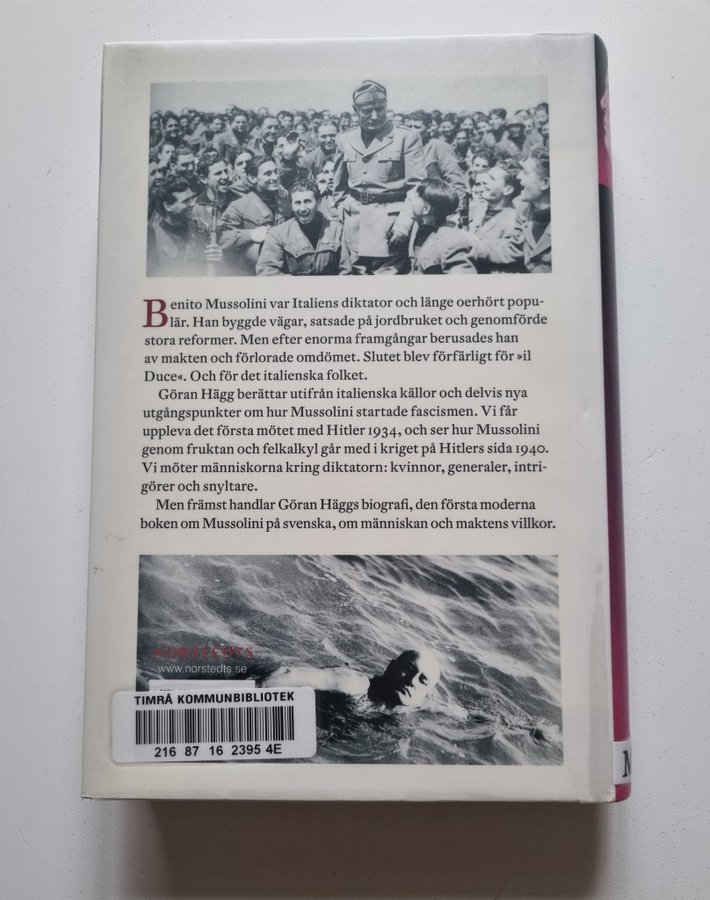 Benito Mussolini var Italiens diktator och länge oerhört popu-
lär. Han byggde vägar, satsade på jordbruket och genomförde
stora reformer. Men efter enorma framgångar berusades han
av makten och förlorade omdömet. Slutet blev förfärligt för »il
Duce«. Och för det italienska folket.
Göran Hägg berättar utifrån italienska källor och delvis nya
utgångspunkter om hur Mussolini startade fascismen. Vi får
uppleva det första mötet med Hitler 1934, och ser hur Mussolini
genom fruktan och felkalkyl går med i kriget på Hitlers sida 1940.
Vi möter människorna kring diktatorn: kvinnor, generaler, intri-
görer och snyltare.
Men främst handlar Göran Häggs biografi, den första moderna
boken om Mussolini på svenska, om människan och maktens villkor.
NORSTEDTS
www.norstedts.se
TIMRÅ KOMMUNBIBLIOTEK
216 87 16 2395 4E